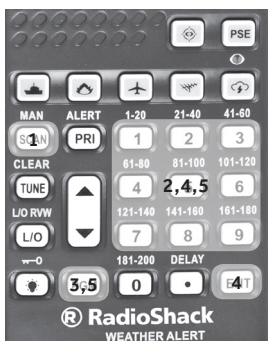 PSE
MAN ALERT 1-20 21-40 41-60
1 PRI 1 2 3
CLEAR 61-80 81-100 101-120
TUNE 4 2,4,5 6
L/O RVW 121-140 141-160 161-180
L/O 7 8 9
181-200 DELAY
3,5 0 • 4
® RadioShack
WEATHER ALERT